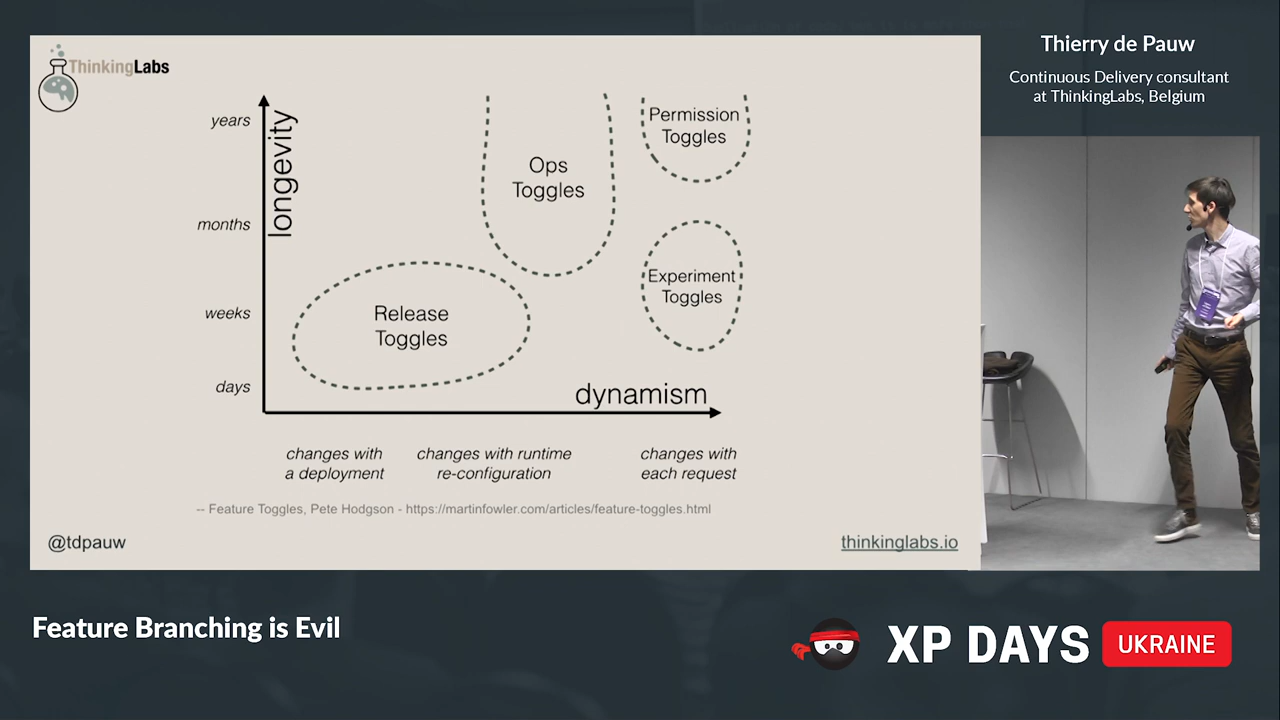 ThinkingLabs
years
months
weeks
days
longevity
Ops
Toggles
Permission
Toggles
Experiment
Toggles
Release
Toggles
dynamism
changes with
a deployment
changes with runtime
re-configuration
changes with
each request
-- Feature Toggles, Pete Hodgson - https://martinfowler.com/articles/feature-toggles.html
@tdpauw
thinkinglabs.io
Thierry de Pauw
Continuous Delivery consultant
at ThinkingLabs, Belgium
Feature Branching is Evil
XP DAYS
UKRAINE